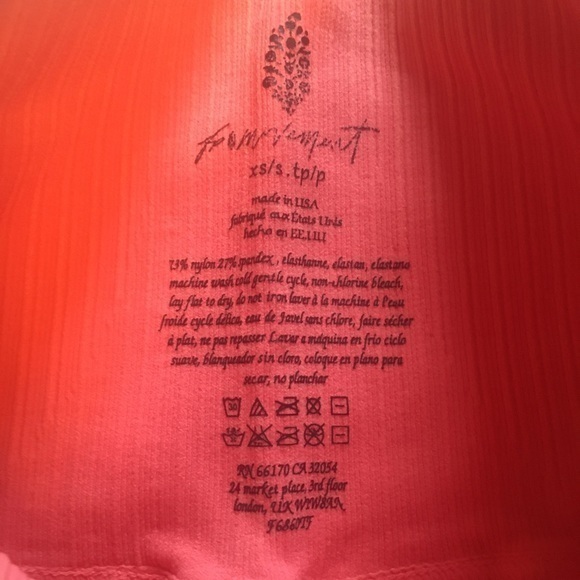 fp movement
xs/s . tp/p
made in USA
fabriqué aux États Unis
hecho en EE.UU
73% nylon 27% spandex, elasthanne, elastan, elastano
machine wash cold gentle cycle, non-chlorine bleach,
lay flat to dry, do not iron laver à la machine à l'eau
froide cycle délica, eau de Javel sans chlore, faire sécher
à plat, ne pas repasser Lavar a máquina en frio ciclo
suave, blanqueador sin cloro, coloque en plano para
secar, no planchar
30
RN 66170 CA 32054
24 market place, 3rd floor
london, UK W1W8AN